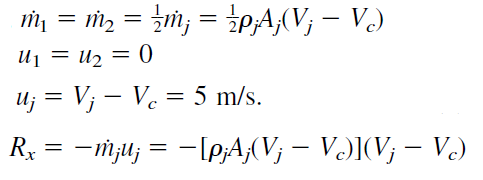 ṁ₁ = ṁ₂ = ½ṁⱼ = ½ρⱼAⱼ(Vⱼ − V꜀)
u₁ = u₂ = 0
uⱼ = Vⱼ − V꜀ = 5 m/s.
Rₓ = −ṁⱼuⱼ = −[ρⱼAⱼ(Vⱼ − V꜀)](Vⱼ − V꜀)